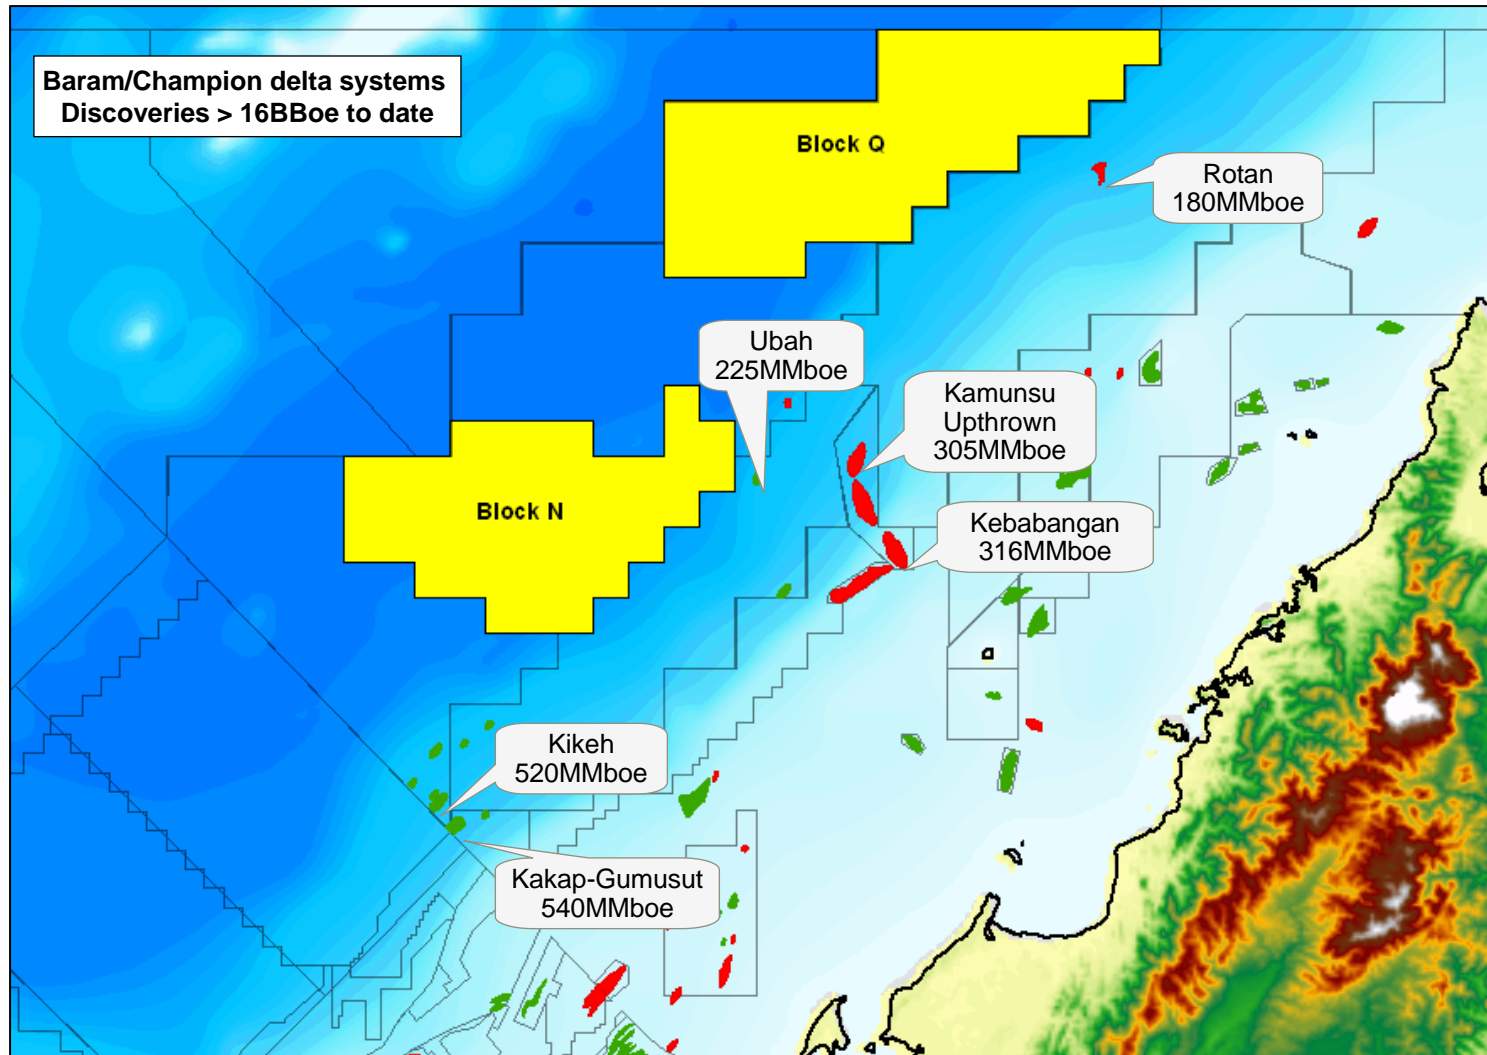 Baram/Champion delta systems
Discoveries > 16BBoe to date
Block Q
Rotan
180MMboe
Ubah
225MMboe
Kamunsu
Upthrown
305MMboe
Block N
Kebabangan
316MMboe
Kikeh
520MMboe
Kakap-Gumusut
540MMboe